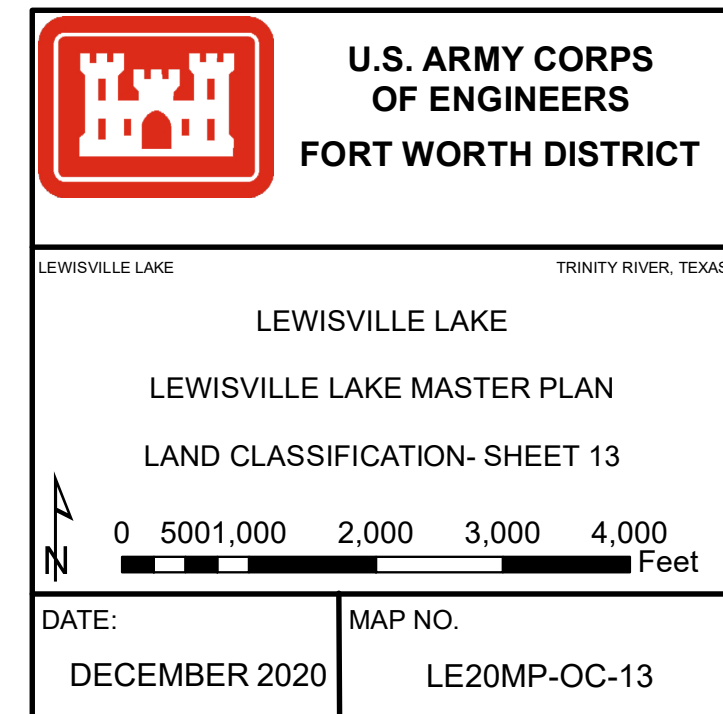 U.S. ARMY CORPS
OF ENGINEERS
FORT WORTH DISTRICT
LEWISVILLE LAKE TRINITY RIVER, TEXAS
LEWISVILLE LAKE
LEWISVILLE LAKE MASTER PLAN
LAND CLASSIFICATION- SHEET 13
N
0 5001,000 2,000 3,000 4,000
Feet
DATE: MAP NO.
DECEMBER 2020 LE20MP-OC-13